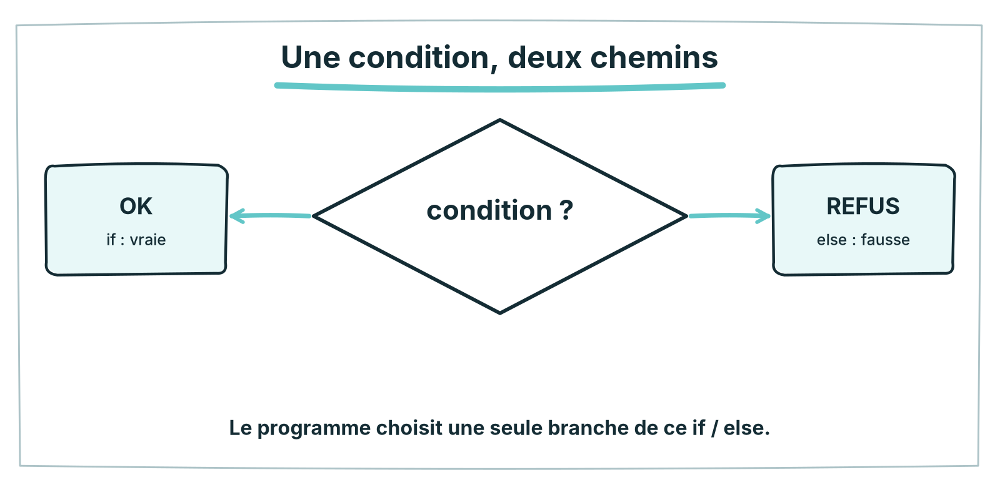 Une condition, deux chemins
condition ?
OK
if : vraie
REFUS
else : fausse
Le programme choisit une seule branche de ce if / else.